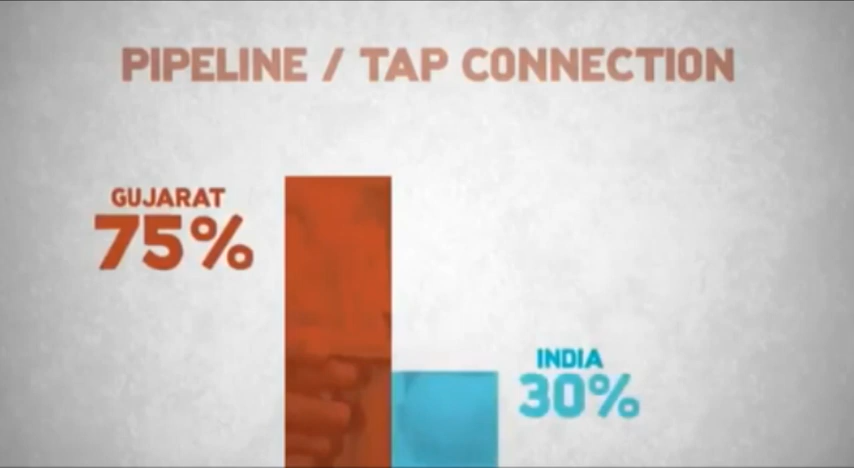 PIPELINE / TAP CONNECTION
GUJARAT
75%
INDIA
30%